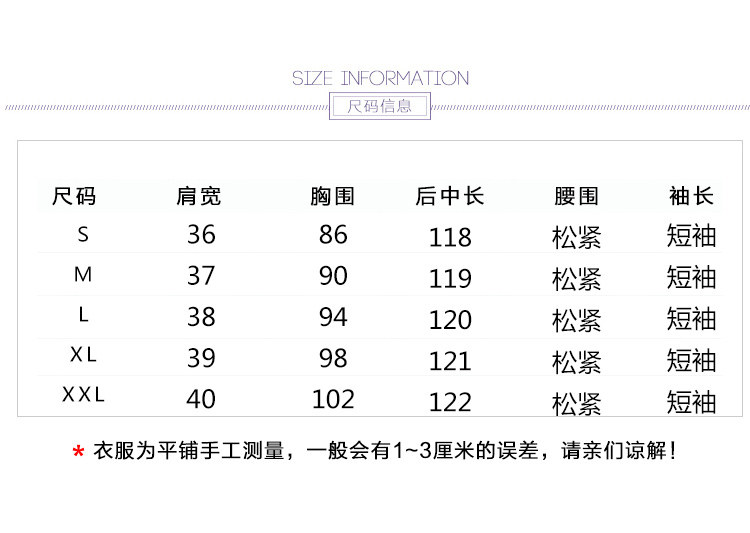 SIZE INFORMATION
尺码信息
尺码 肩宽 胸围 后中长 腰围 袖长
S 36 86 118 松紧 短袖
M 37 90 119 松紧 短袖
L 38 94 120 松紧 短袖
XL 39 98 121 松紧 短袖
XXL 40 102 122 松紧 短袖
* 衣服为平铺手工测量，一般会有1~3厘米的误差，请亲们谅解！